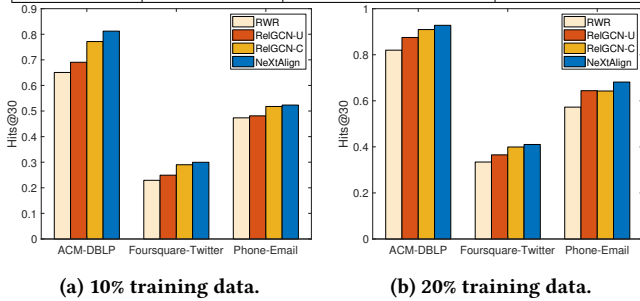 0.9
0.8
0.7
0.6
0.5
0.4
0.3
0.2
0.1
0
Hits@30
RWR
RelGCN-U
RelGCN-C
NeXtAlign
ACM-DBLP Foursquare-Twitter Phone-Email
(a) 10% training data.
1
0.8
0.6
0.4
0.2
0
Hits@30
RWR
RelGCN-U
RelGCN-C
NeXtAlign
ACM-DBLP Foursquare-Twitter Phone-Email
(b) 20% training data.